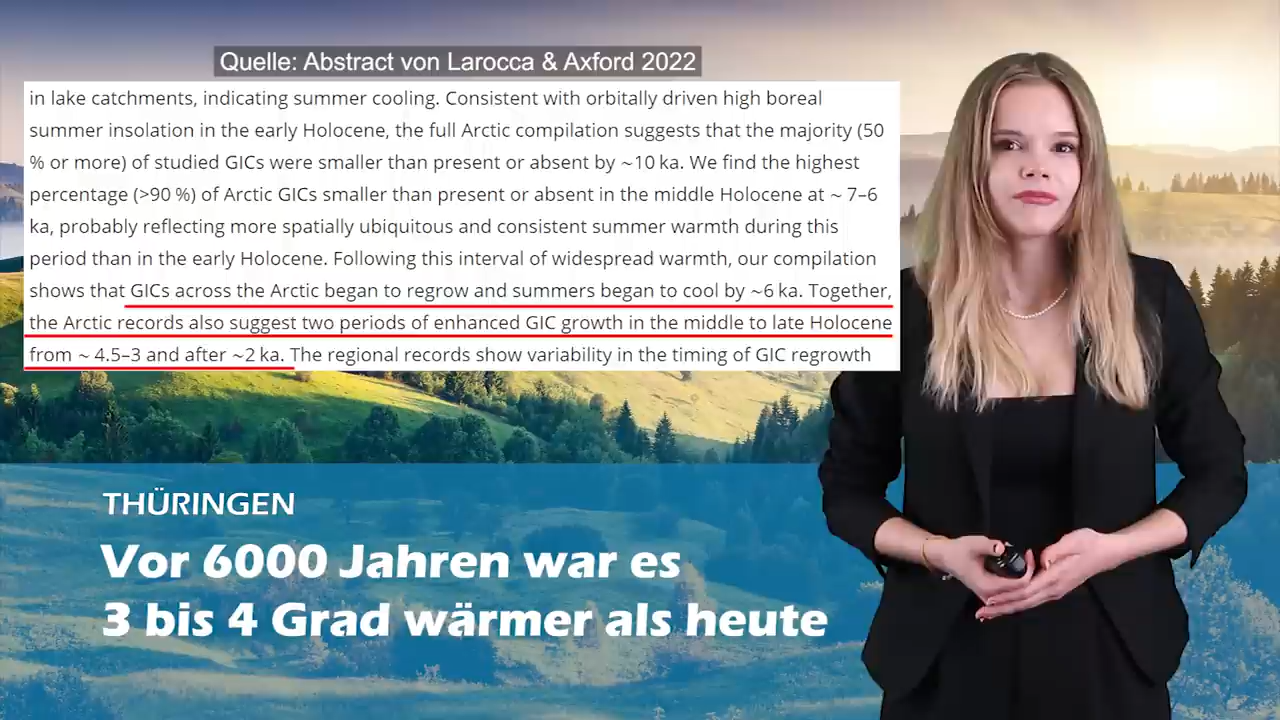 Quelle: Abstract von Larocca & Axford 2022
in lake catchments, indicating summer cooling. Consistent with orbitally driven high boreal
summer insolation in the early Holocene, the full Arctic compilation suggests that the majority (50
% or more) of studied GICs were smaller than present or absent by ~10 ka. We find the highest
percentage (>90 %) of Arctic GICs smaller than present or absent in the middle Holocene at ~ 7–6
ka, probably reflecting more spatially ubiquitous and consistent summer warmth during this
period than in the early Holocene. Following this interval of widespread warmth, our compilation
shows that GICs across the Arctic began to regrow and summers began to cool by ~6 ka. Together,
the Arctic records also suggest two periods of enhanced GIC growth in the middle to late Holocene
from ~ 4.5–3 and after ~2 ka. The regional records show variability in the timing of GIC regrowth
THÜRINGEN
Vor 6000 Jahren war es
3 bis 4 Grad wärmer als heute